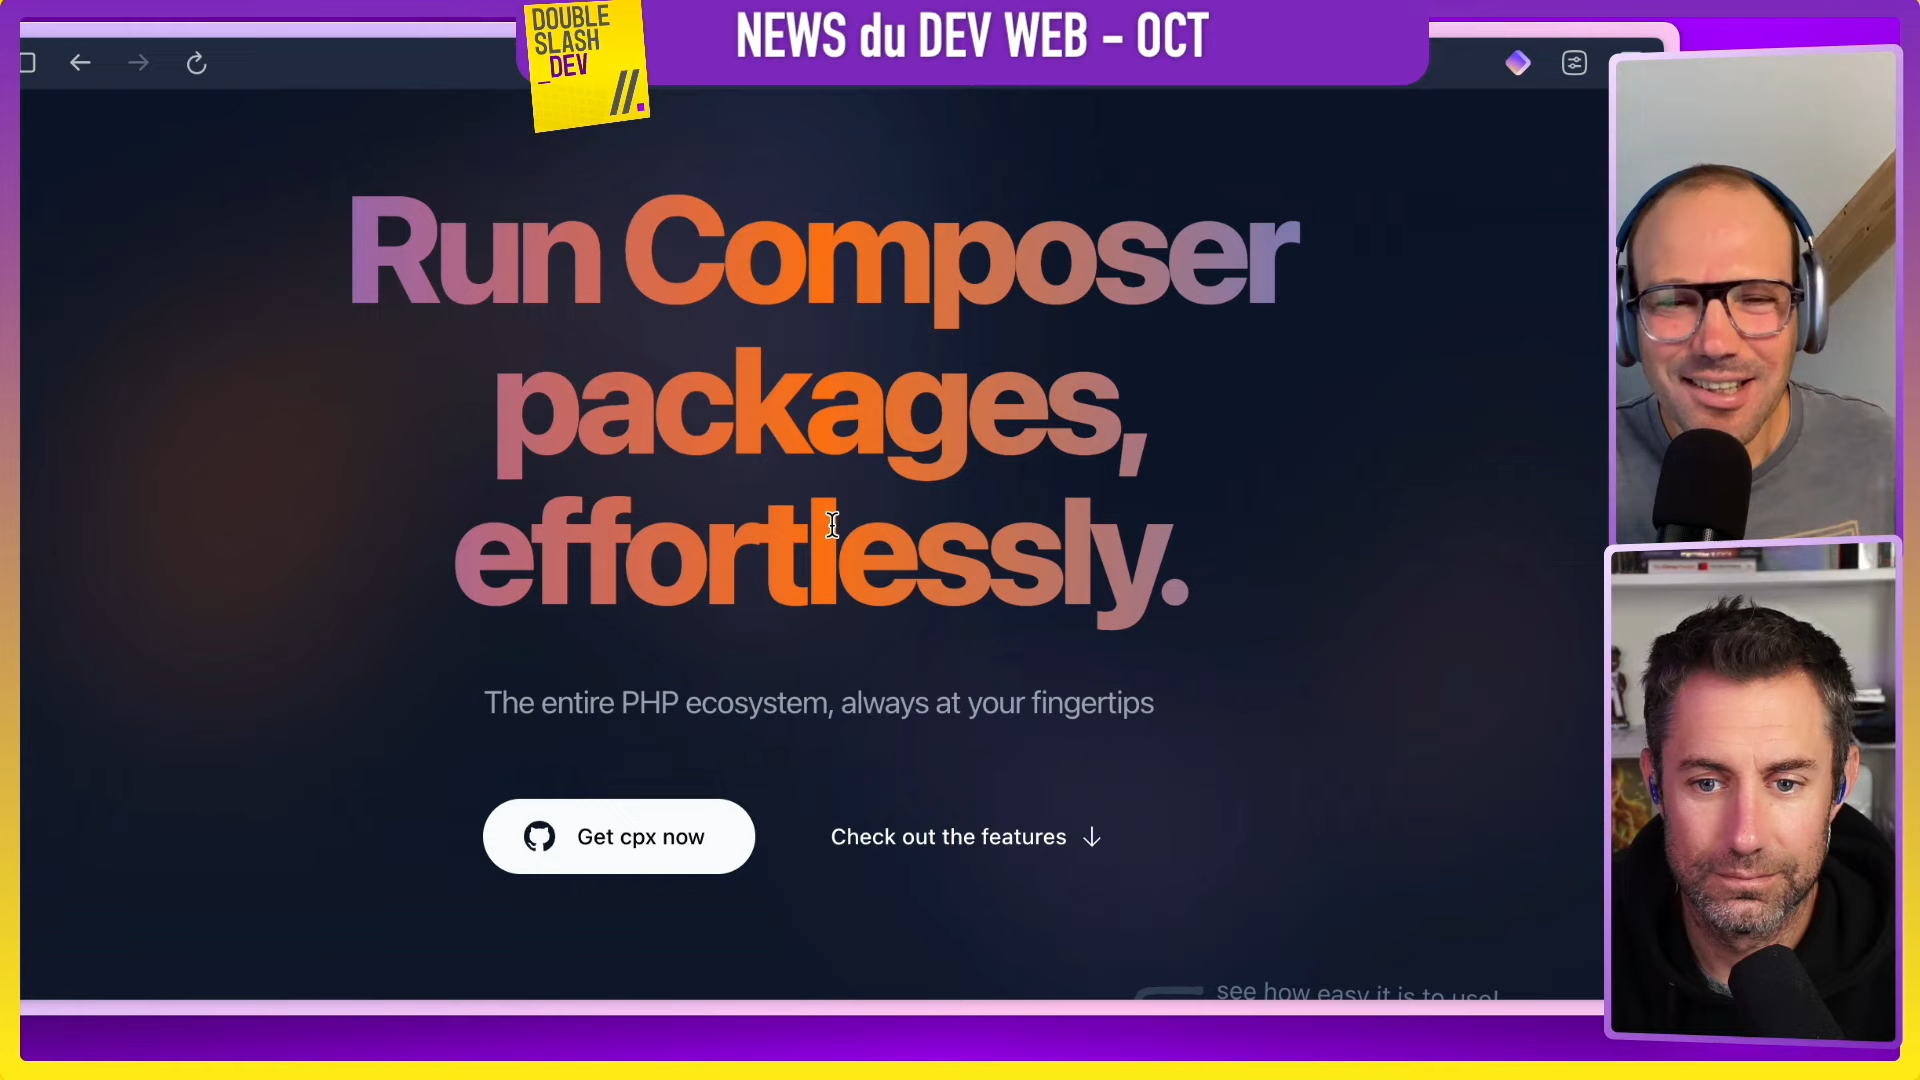 DOUBLE
SLASH
_DEV
//.
NEWS du DEV WEB - OCT
Run Composer
packages,
effortlessly.
The entire PHP ecosystem, always at your fingertips
Get cpx now
Check out the features ↓
see how easy it is to use!